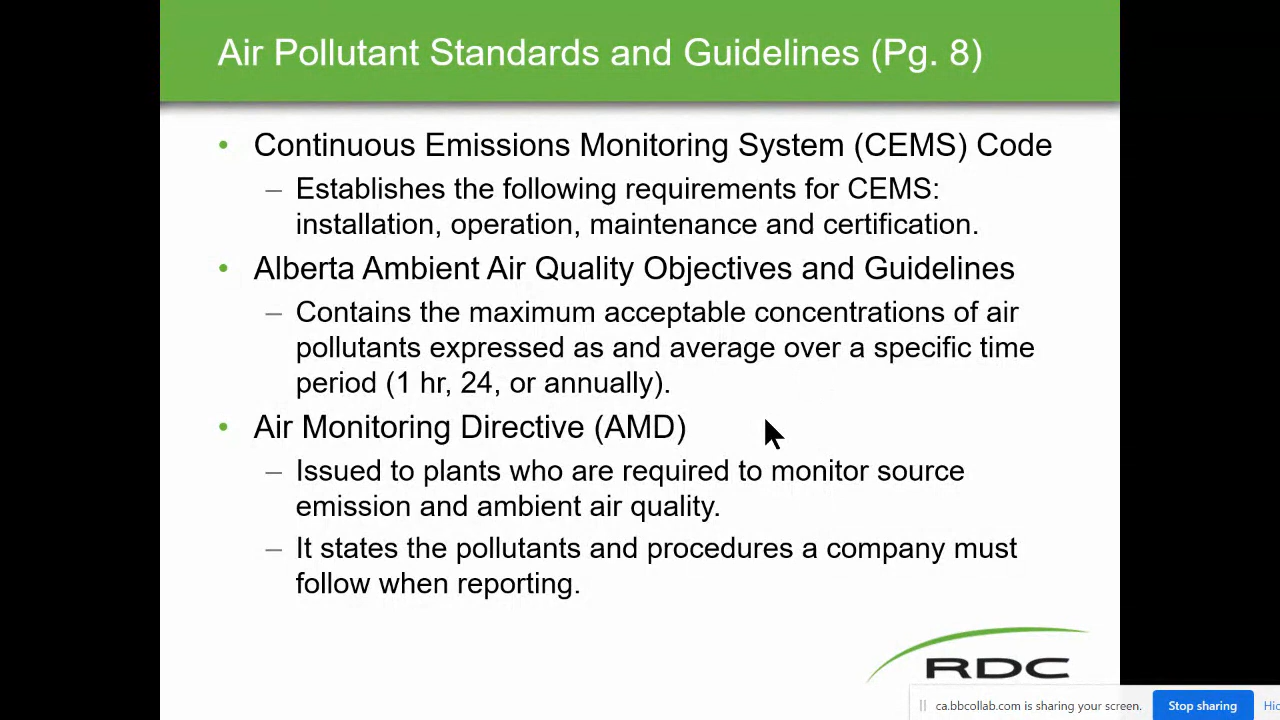 Air Pollutant Standards and Guidelines (Pg. 8)
• Continuous Emissions Monitoring System (CEMS) Code
– Establishes the following requirements for CEMS:
installation, operation, maintenance and certification.
• Alberta Ambient Air Quality Objectives and Guidelines
– Contains the maximum acceptable concentrations of air
pollutants expressed as and average over a specific time
period (1 hr, 24, or annually).
• Air Monitoring Directive (AMD)
– Issued to plants who are required to monitor source
emission and ambient air quality.
– It states the pollutants and procedures a company must
follow when reporting.
RDC
ca.bbcollab.com is sharing your screen. Stop sharing